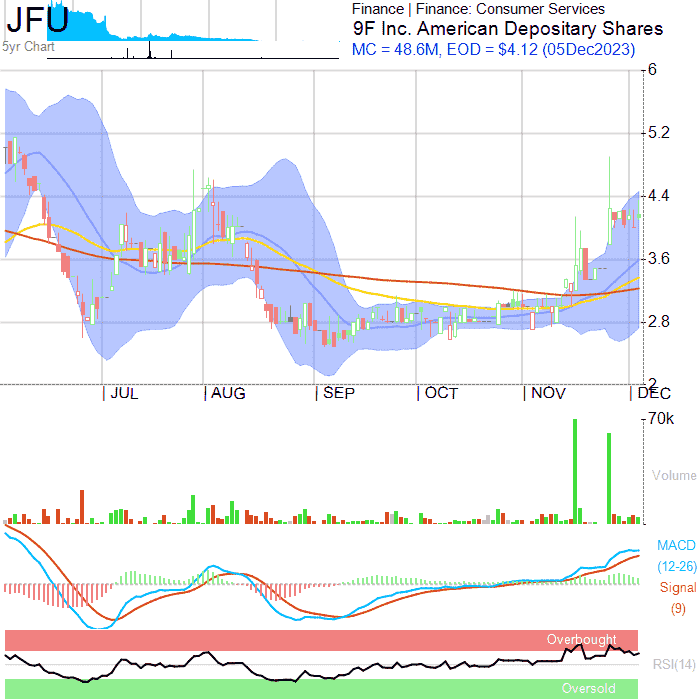 JFU
5yr Chart
Finance | Finance: Consumer Services
9F Inc. American Depositary Shares
MC = 48.6M, EOD = $4.12 (05Dec2023)
6
5.2
4.4
3.6
2.8
2
JUL AUG SEP OCT NOV DEC
70k
Volume
MACD
(12-26)
Signal
(9)
Overbought
RSI(14)
Oversold